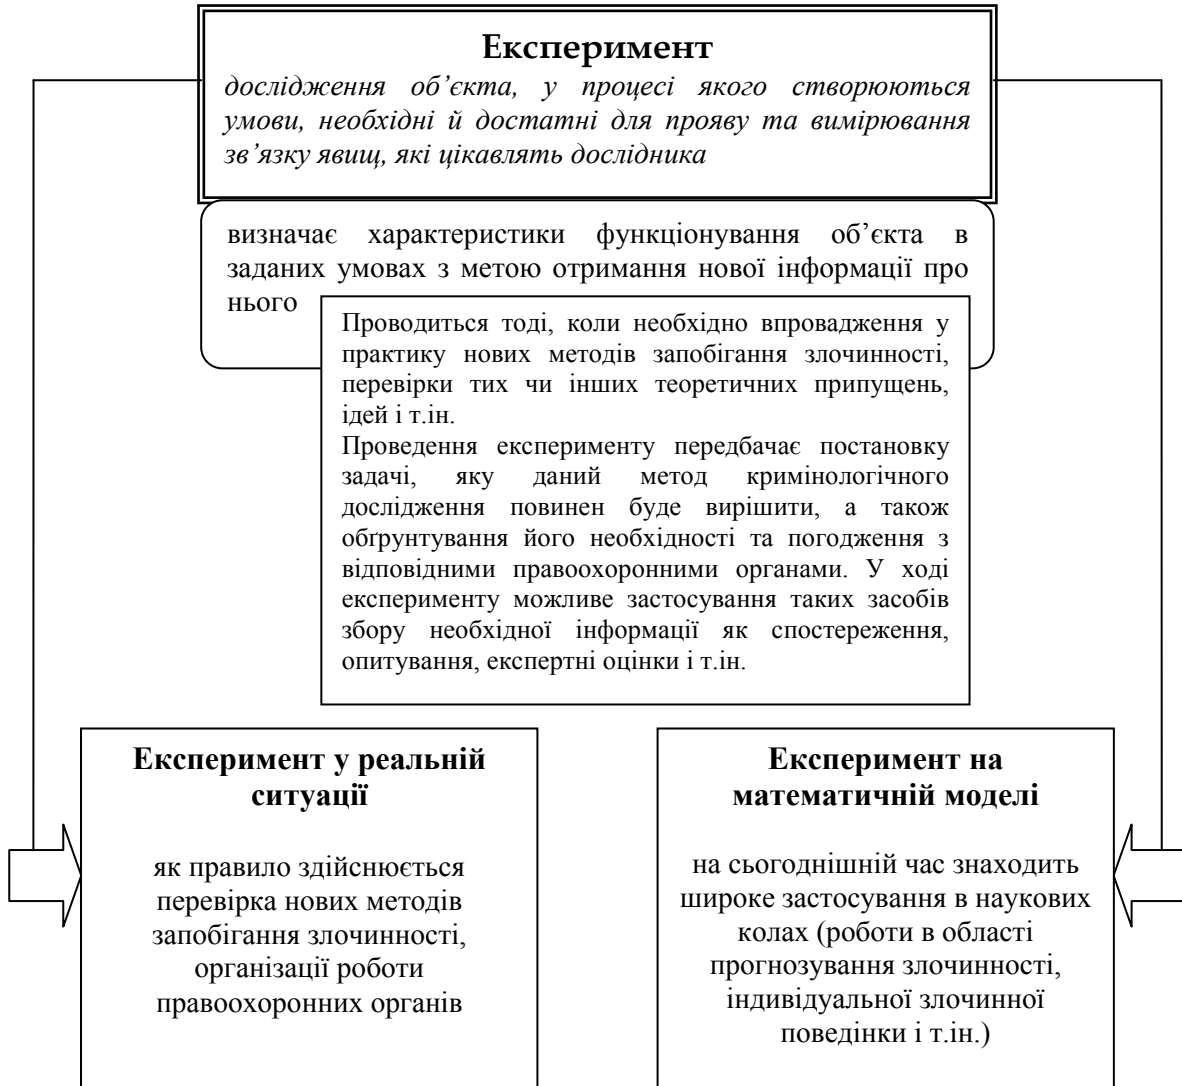 Експеримент
дослідження об’єкта, у процесі якого створюються
умови, необхідні й достатні для прояву та вимірювання
зв’язку явищ, які цікавлять дослідника
визначає характеристики функціонування об’єкта в
заданих умовах з метою отримання нової інформації про
нього
Проводиться тоді, коли необхідно впровадження у
практику нових методів запобігання злочинності,
перевірки тих чи інших теоретичних припущень,
ідей і т.ін.
Проведення експерименту передбачає постановку
задачі, яку даний метод кримінологічного
дослідження повинен буде вирішити, а також
обґрунтування його необхідності та погодження з
відповідними правоохоронними органами. У ході
експерименту можливе застосування таких засобів
збору необхідної інформації як спостереження,
опитування, експертні оцінки і т.ін.
Експеримент у реальній
ситуації
як правило здійснюється
перевірка нових методів
запобігання злочинності,
організації роботи
правоохоронних органів
Експеримент на
математичній моделі
на сьогоднішній час знаходить
широке застосування в наукових
колах (роботи в області
прогнозування злочинності,
індивідуальної злочинної
поведінки і т.ін.)